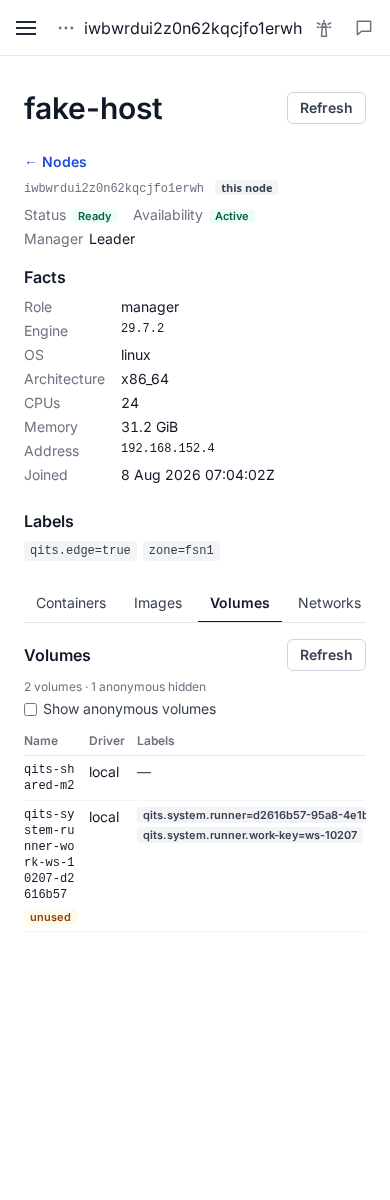 iwbwrdui2z0n62kqcjfo1erwh
fake-host
Refresh
← Nodes
iwbwrdui2z0n62kqcjfo1erwh this node
Status Ready Availability Active
Manager Leader
Facts
Role manager
Engine 29.7.2
OS linux
Architecture x86_64
CPUs 24
Memory 31.2 GiB
Address 192.168.152.4
Joined 8 Aug 2026 07:04:02Z
Labels
qits.edge=true zone=fsn1
Containers Images Volumes Networks
Volumes
Refresh
2 volumes · 1 anonymous hidden
Show anonymous volumes
Name Driver Labels
qits-sh
ared-m2
local —
qits-sy
stem-ru
nner-wo
rk-ws-1
0207-d2
616b57
unused
local
qits.system.runner=d2616b57-95a8-4e1b
qits.system.runner.work-key=ws-10207